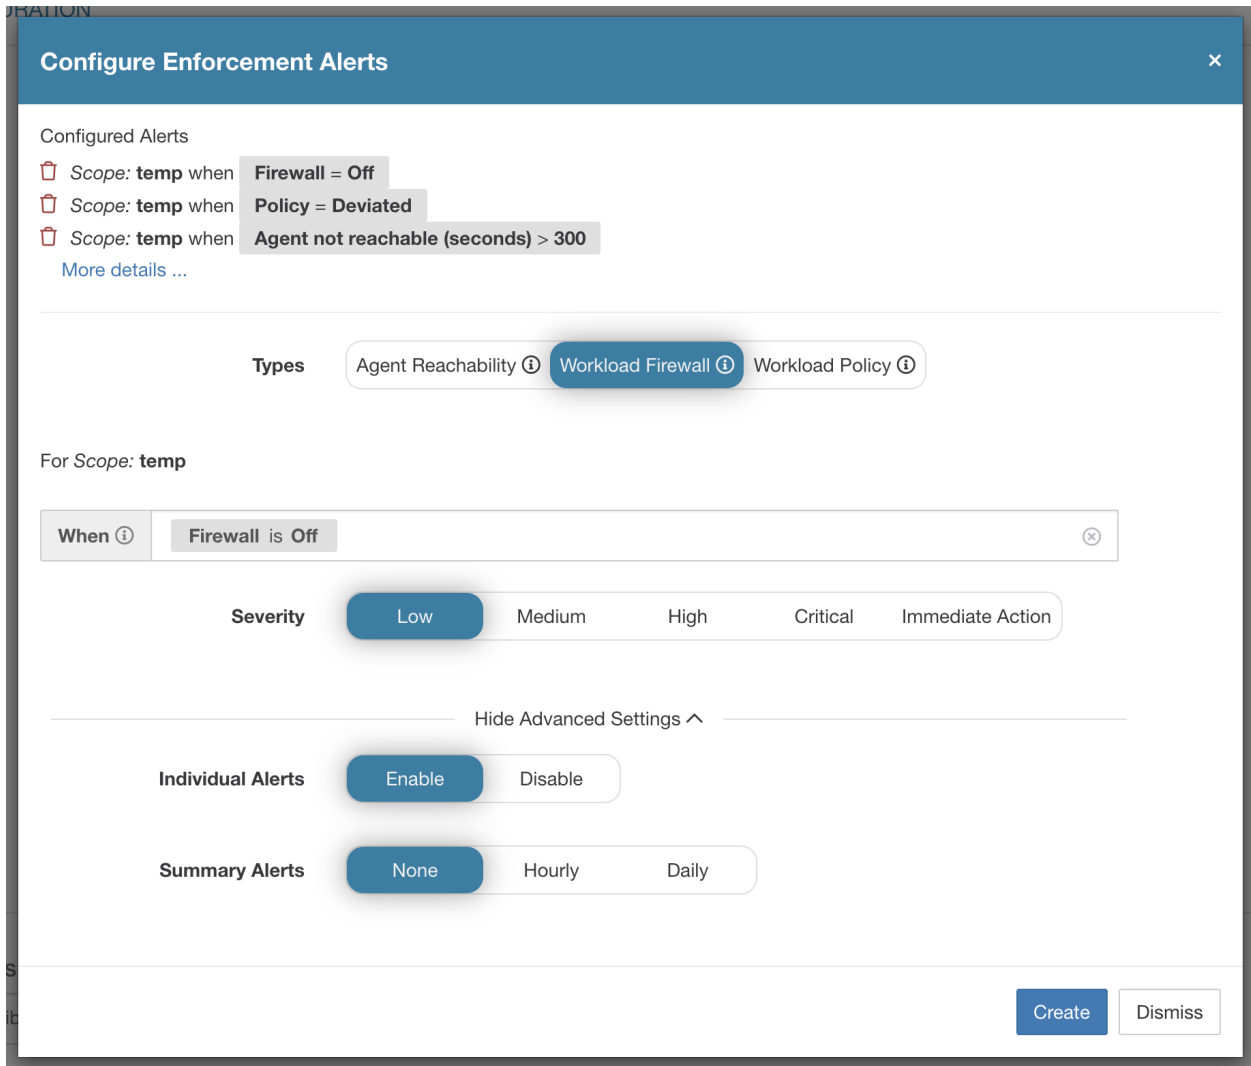 Configure Enforcement Alerts ×
Configured Alerts
Scope: temp when Firewall = Off
Scope: temp when Policy = Deviated
Scope: temp when Agent not reachable (seconds) > 300
More details ...
Types Agent Reachability Workload Firewall Workload Policy
For Scope: temp
When Firewall is Off
Severity Low Medium High Critical Immediate Action
Hide Advanced Settings
Individual Alerts Enable Disable
Summary Alerts None Hourly Daily
Create Dismiss